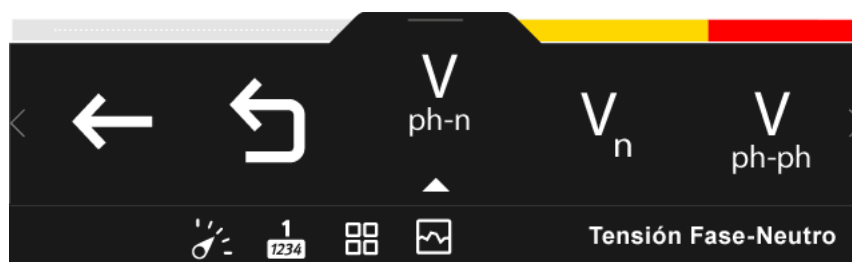 V
ph-n
V n
V
ph-ph
1
1234
Tensión Fase-Neutro